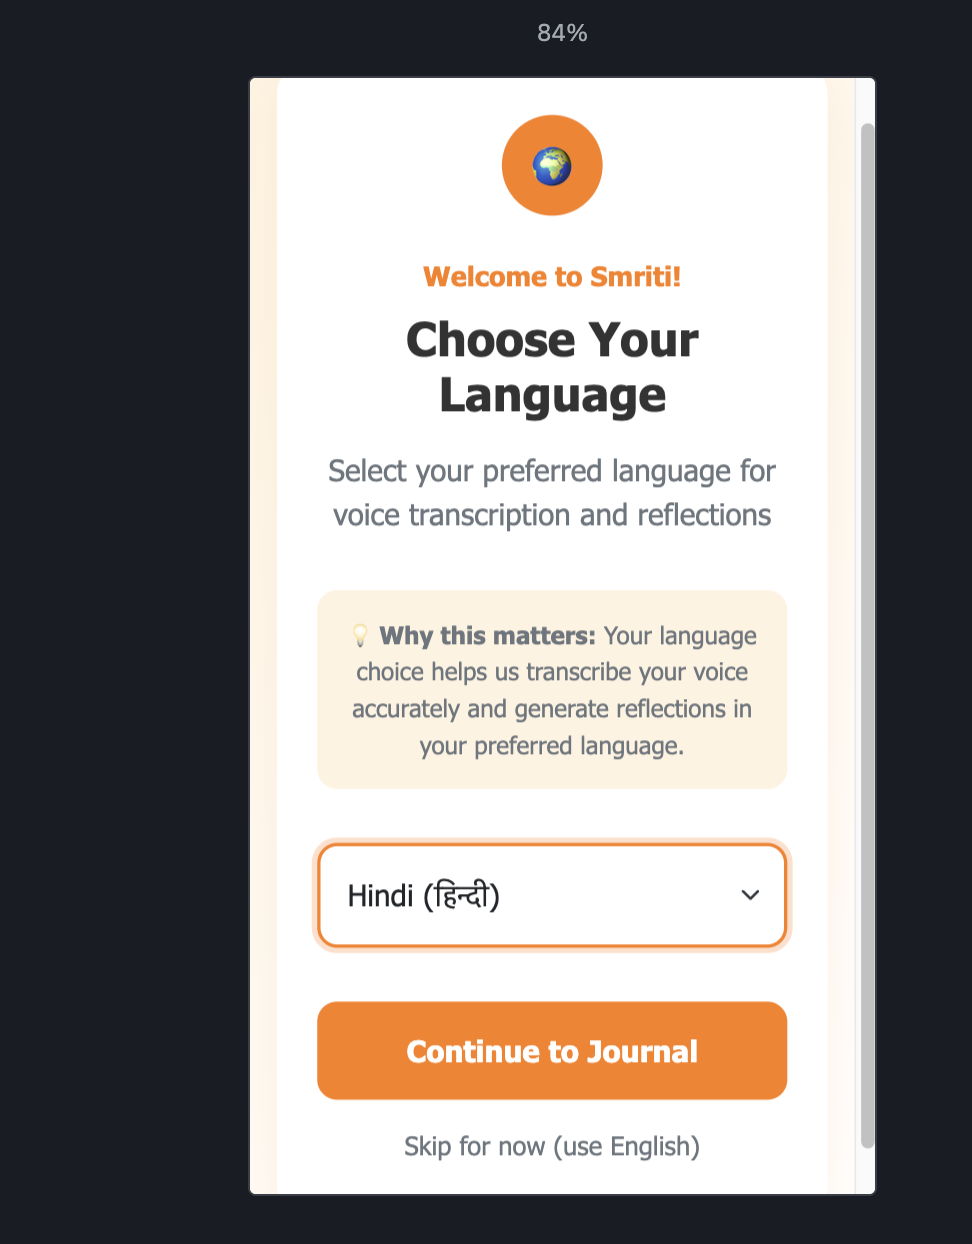 84%
Welcome to Smriti!
Choose Your
Language
Select your preferred language for
voice transcription and reflections
💡 Why this matters: Your language
choice helps us transcribe your voice
accurately and generate reflections in
your preferred language.
Hindi (हिन्दी)
Continue to Journal
Skip for now (use English)